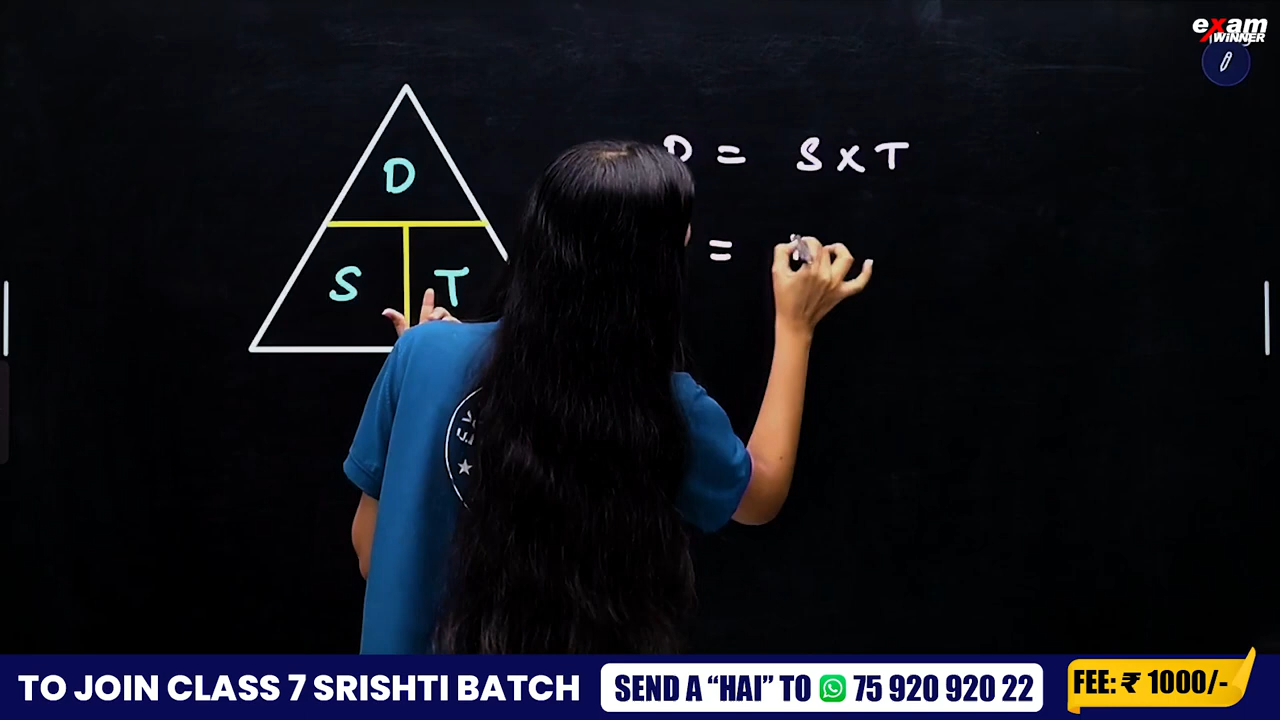 exam
WINNER
D
D = S X T
S T
=
TO JOIN CLASS 7 SRISHTI BATCH
SEND A “HAI” TO 75 920 920 22
FEE: ₹ 1000/-